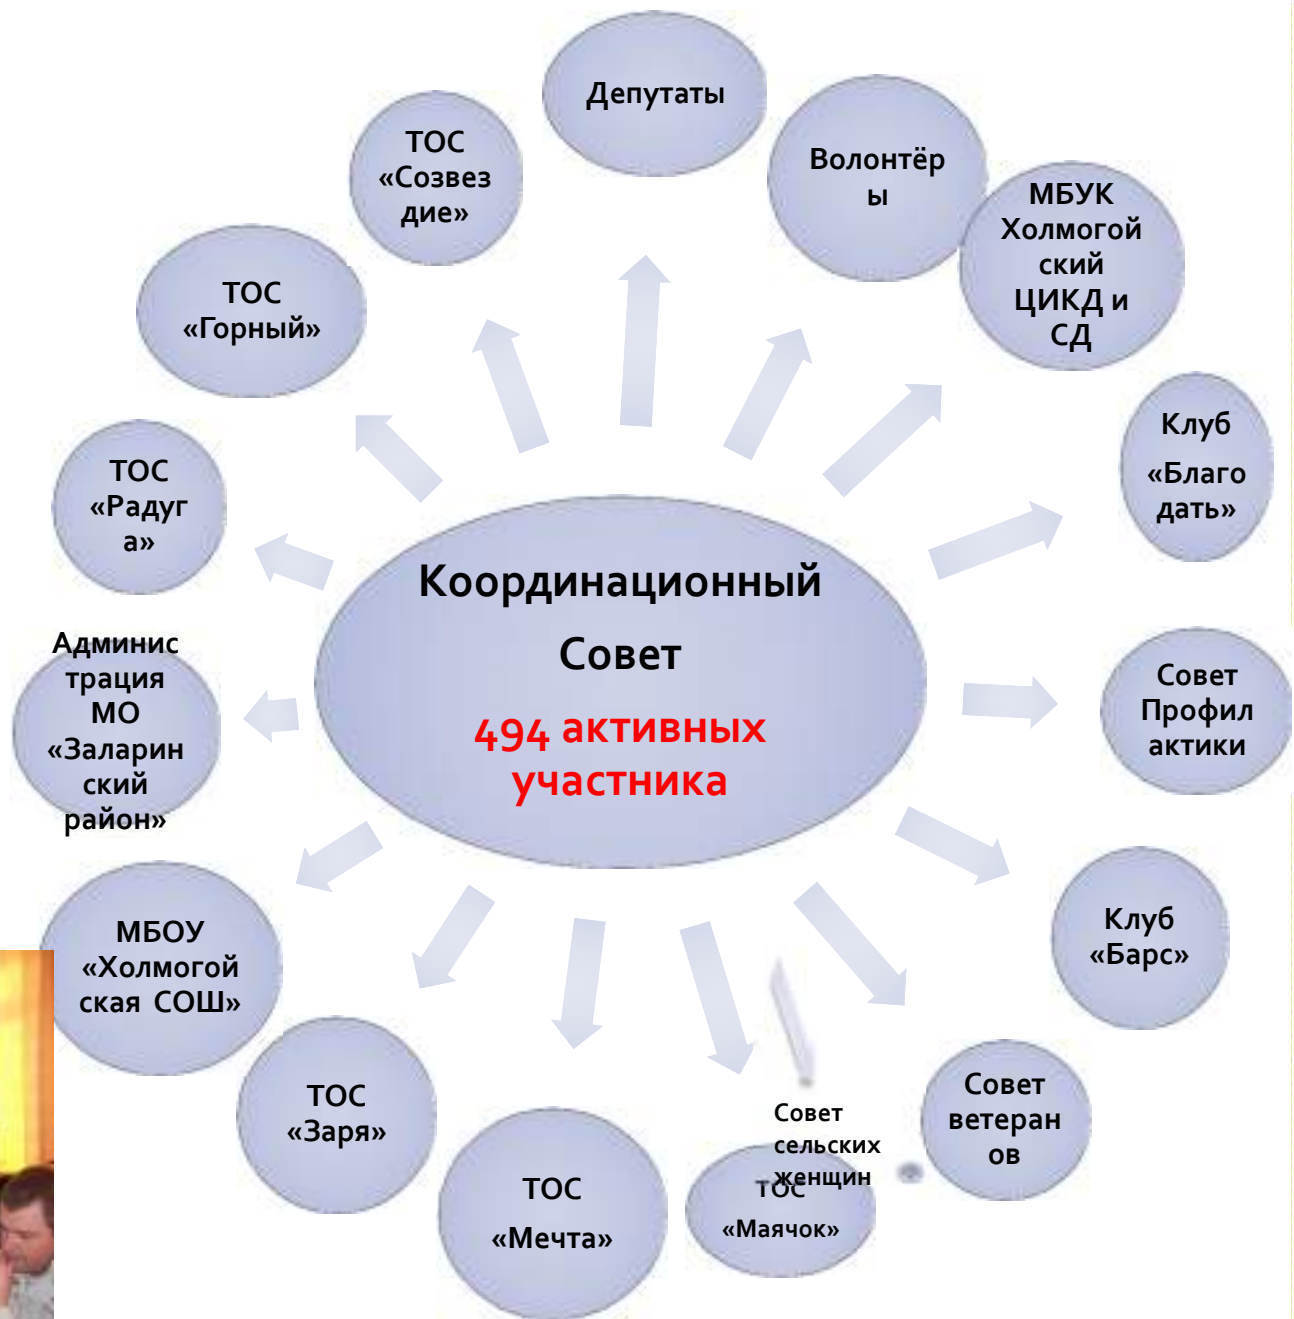 Депутаты
Волонтёр
ы
МБУК
Холмогой
ский
ЦИКД и
СД
Клуб
«Благо
дать»
Совет
Профил
актики
Клуб
«Барс»
Совет
ветеран
ов
Совет
сельских
женщин
ТОС
«Маячок»
ТОС
«Мечта»
ТОС
«Заря»
МБОУ
«Холмогой
ская СОШ»
Админис
трация
МО
«Заларин
ский
район»
ТОС
«Радуг
а»
ТОС
«Горный»
ТОС
«Созвез
дие»
Координационный
Совет
494 активных
участника